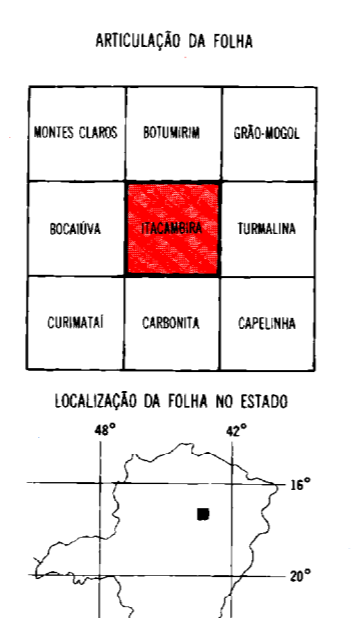 ARTICULAÇÃO DA FOLHA
MONTES CLAROS BOTUMIRIM GRÃO-MOGOL
BOCAIÚVA ITACAMBIRA TURMALINA
CURIMATAÍ CARBONITA CAPELINHA
LOCALIZAÇÃO DA FOLHA NO ESTADO
48° 42°
16°
20°